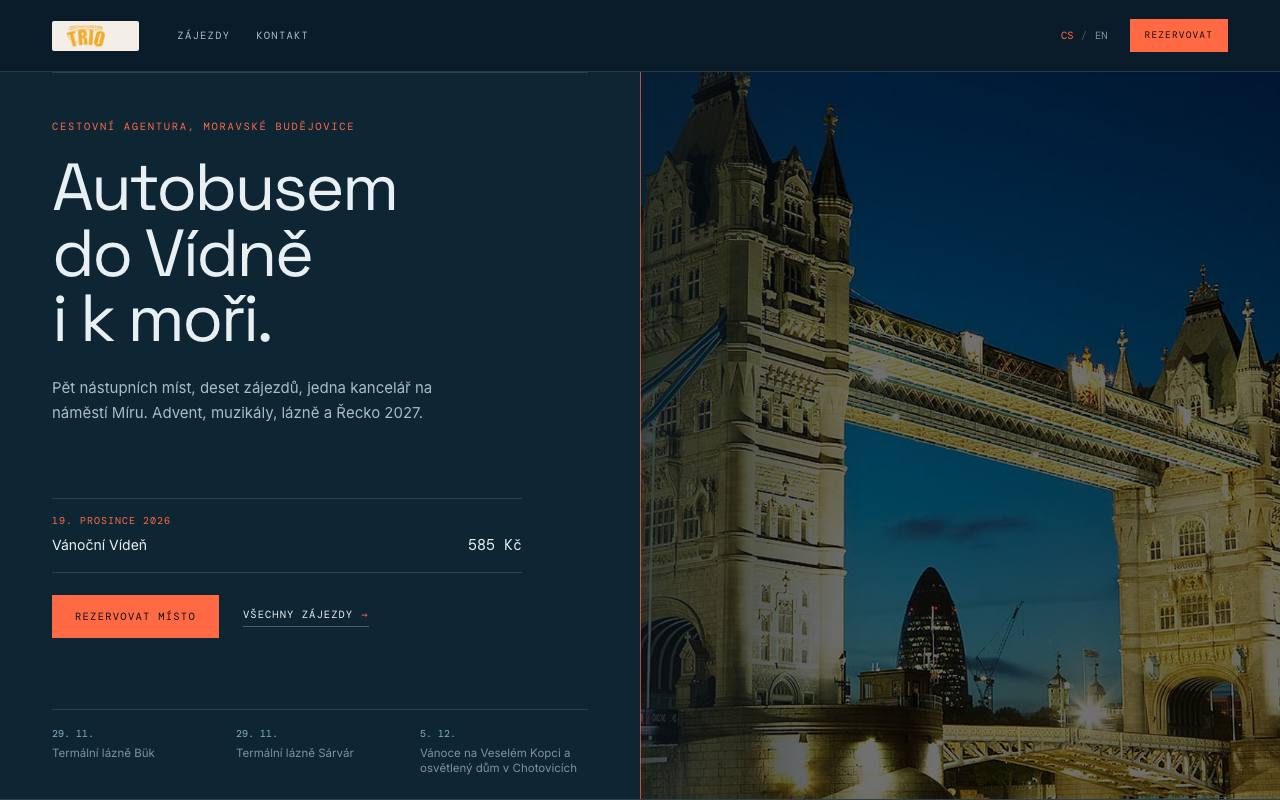 TRIO
ZÁJEZDY
KONTAKT
CS / EN
REZERVOVAT
CESTOVNÍ AGENTURA, MORAVSKÉ BUDĚJOVICE
Autobusem
do Vídně
i k moři.
Pět nástupních míst, deset zájezdů, jedna kancelář na
náměstí Míru. Advent, muzikály, lázně a Řecko 2027.
19. PROSINCE 2026
Vánoční Vídeň
585 Kč
REZERVOVAT MÍSTO
VŠECHNY ZÁJEZDY →
29. 11.
Termální lázně Bük
29. 11.
Termální lázně Sárvár
5. 12.
Vánoce na Veselém Kopci a
osvětlený dům v Chotovicích